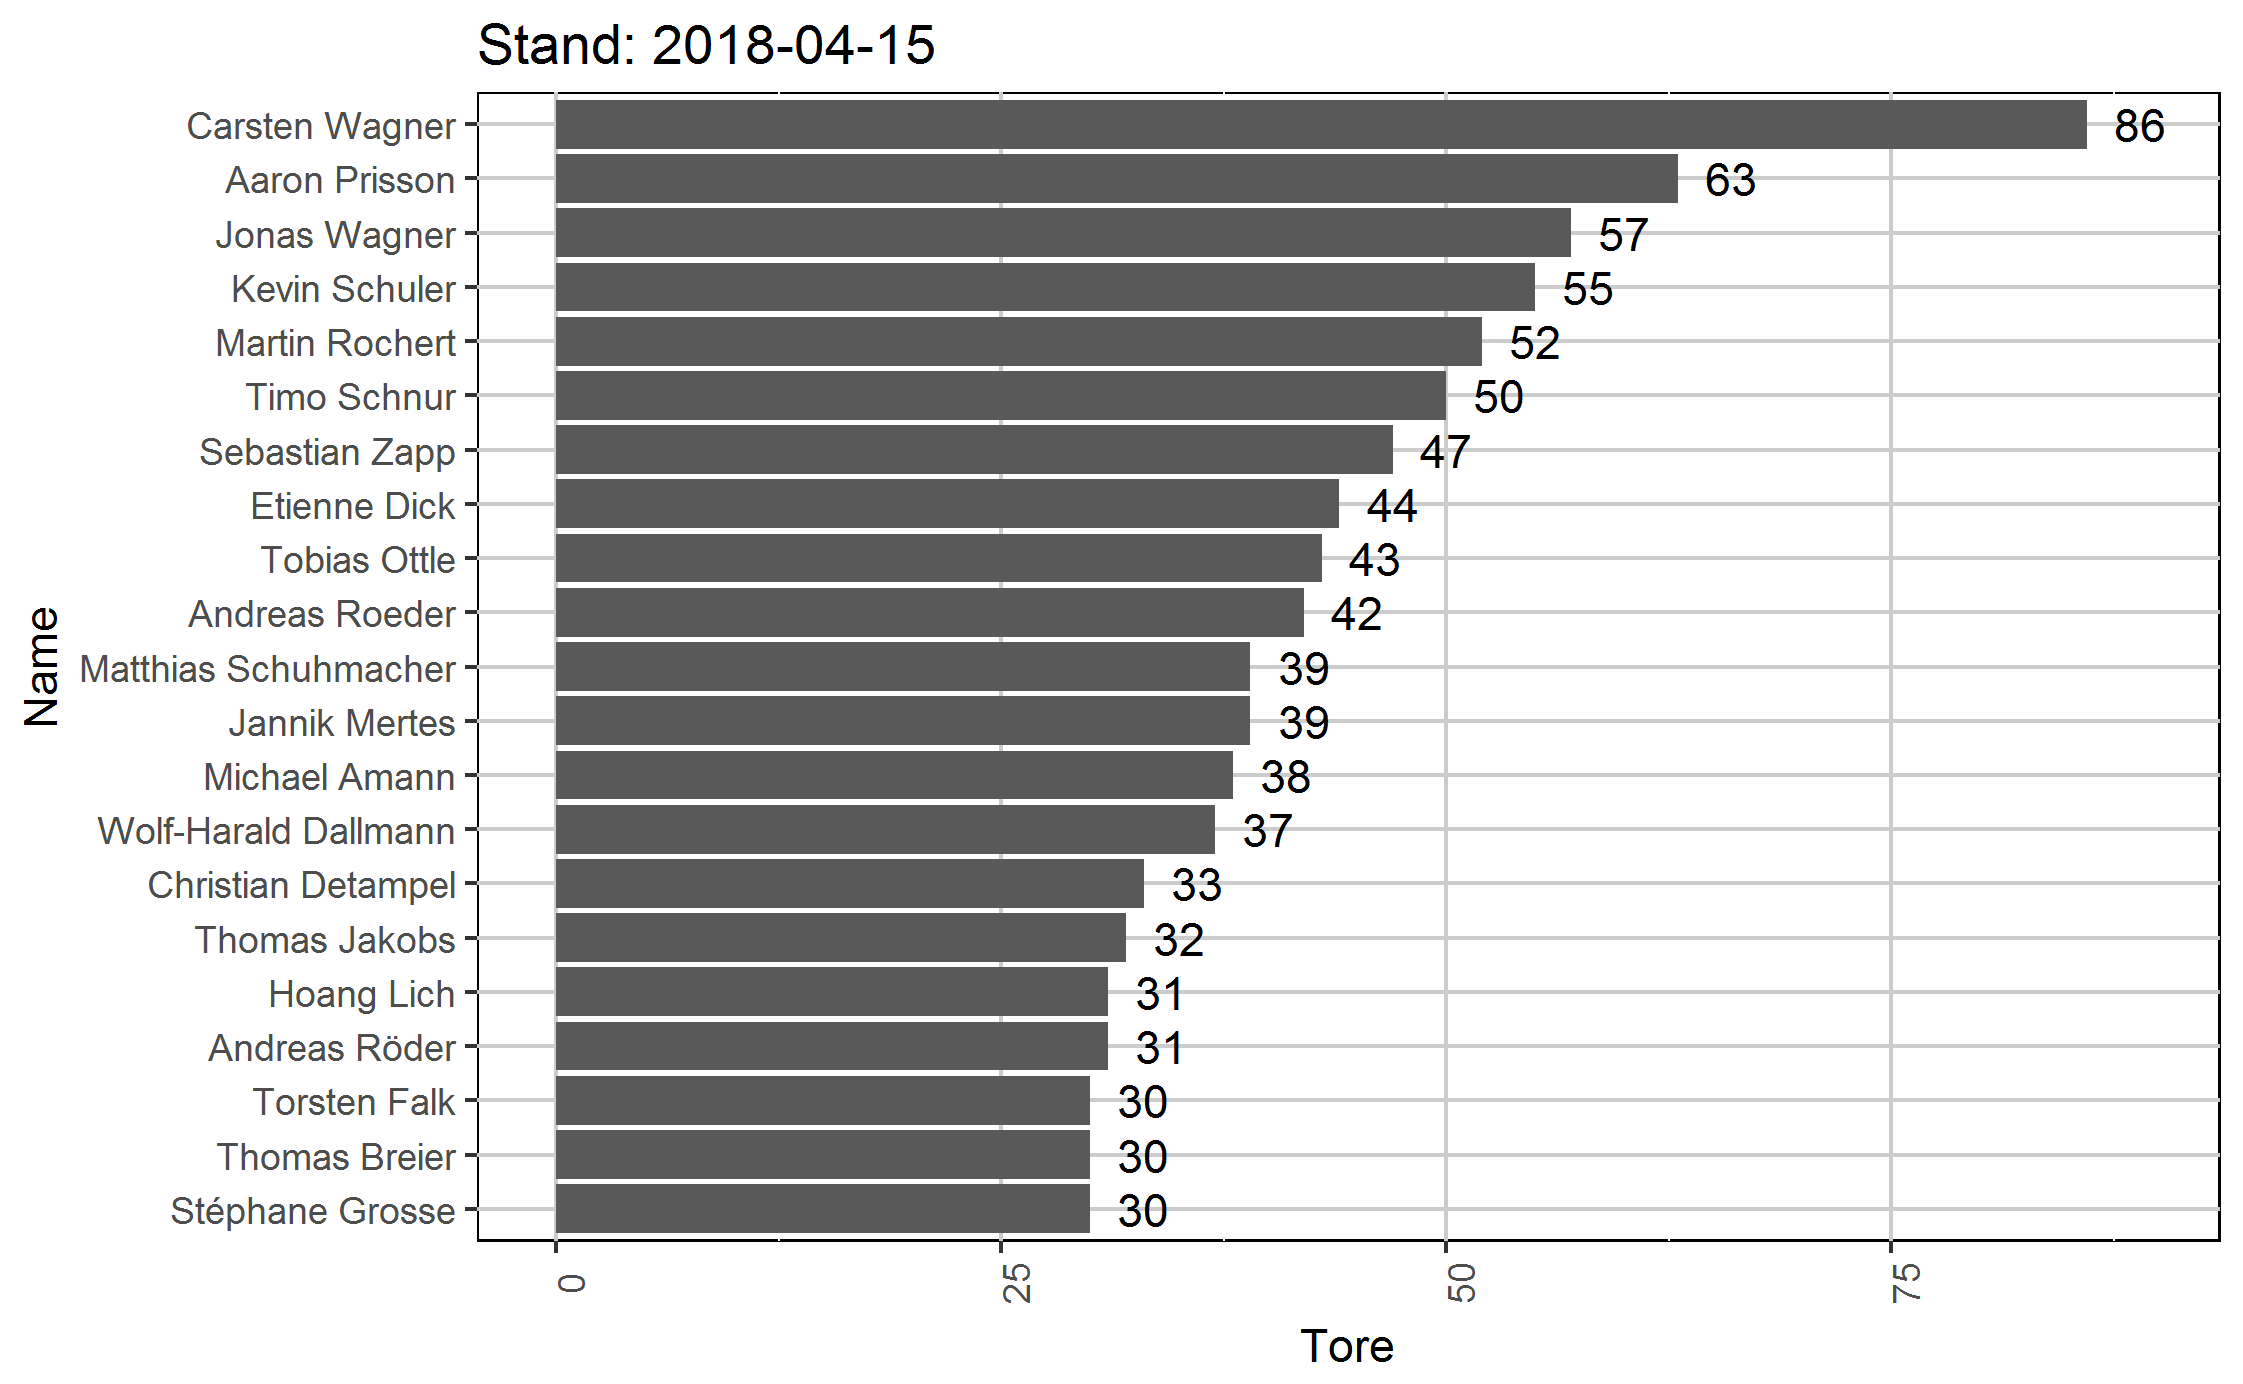 Stand: 2018-04-15
Carsten Wagner 86
Aaron Prisson 63
Jonas Wagner 57
Kevin Schuler 55
Martin Rochert 52
Timo Schnur 50
Sebastian Zapp 47
Etienne Dick 44
Tobias Ottle 43
Andreas Roeder 42
Matthias Schuhmacher 39
Jannik Mertes 39
Michael Amann 38
Wolf-Harald Dallmann 37
Christian Detampel 33
Thomas Jakobs 32
Hoang Lich 31
Andreas Röder 31
Torsten Falk 30
Thomas Breier 30
Stéphane Grosse 30
Name
0 25 50 75
Tore